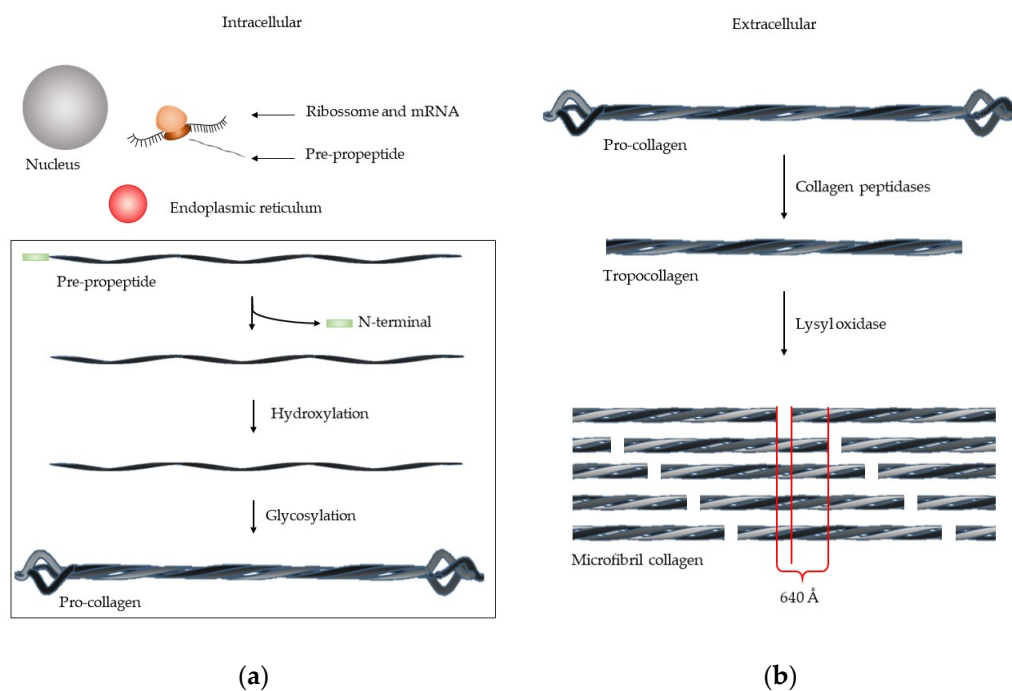 Intracellular
Ribossome and mRNA
Pre-propeptide
Nucleus
Endoplasmic reticulum
Pre-propeptide
N-terminal
Hydroxylation
Glycosylation
Pro-collagen
(a)
Extracellular
Pro-collagen
Collagen peptidases
Tropocollagen
Lysyl oxidase
Microfibril collagen
640 Å
(b)